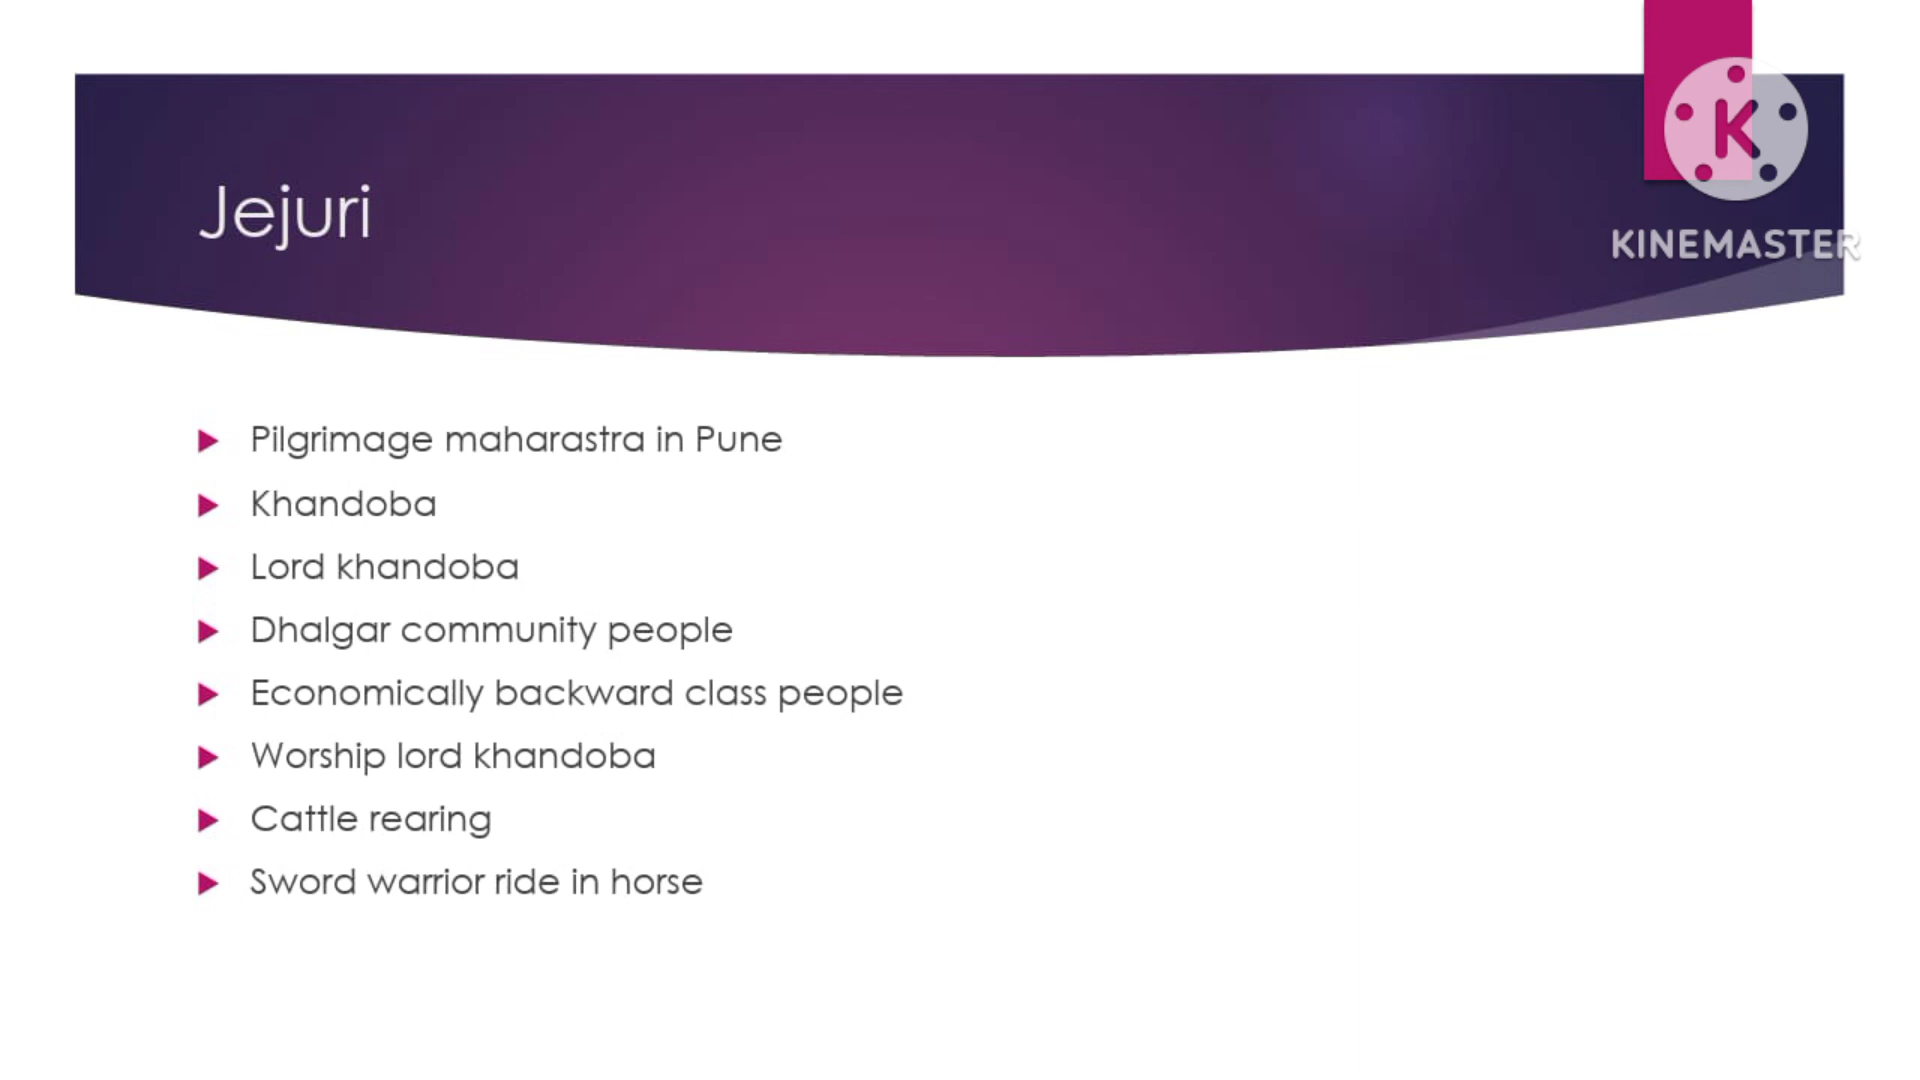 Jejuri
K
KINEMASTER
Pilgrimage maharastra in Pune
Khandoba
Lord khandoba
Dhalgar community people
Economically backward class people
Worship lord khandoba
Cattle rearing
Sword warrior ride in horse